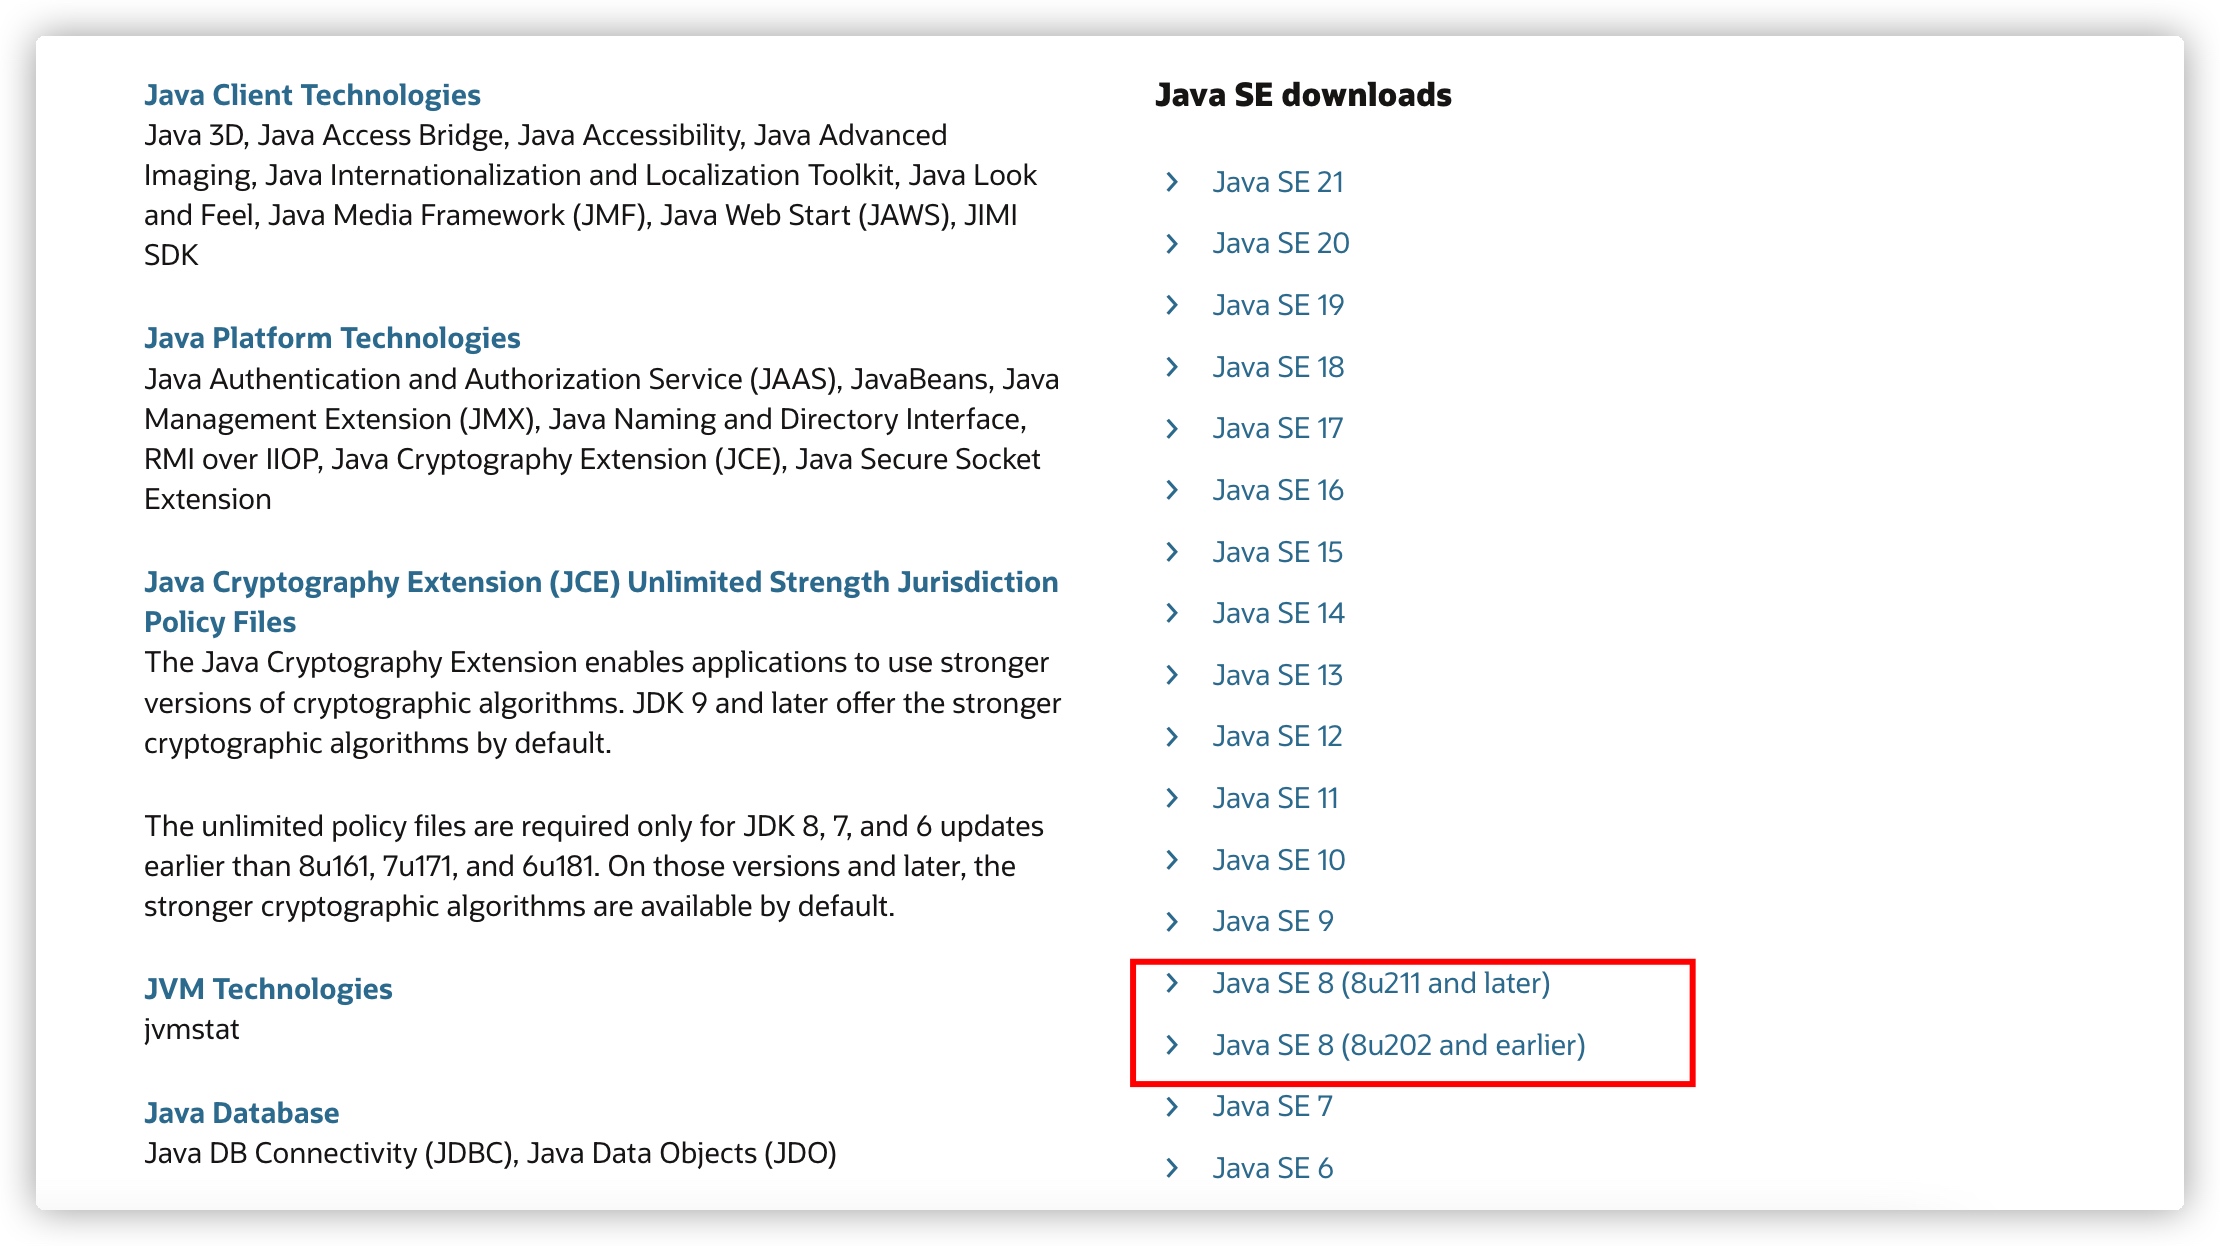 Java Client Technologies
Java 3D, Java Access Bridge, Java Accessibility, Java Advanced
Imaging, Java Internationalization and Localization Toolkit, Java Look
and Feel, Java Media Framework (JMF), Java Web Start (JAWS), JIMI
SDK
Java Platform Technologies
Java Authentication and Authorization Service (JAAS), JavaBeans, Java
Management Extension (JMX), Java Naming and Directory Interface,
RMI over IIOP, Java Cryptography Extension (JCE), Java Secure Socket
Extension
Java Cryptography Extension (JCE) Unlimited Strength Jurisdiction
Policy Files
The Java Cryptography Extension enables applications to use stronger
versions of cryptographic algorithms. JDK 9 and later offer the stronger
cryptographic algorithms by default.
The unlimited policy files are required only for JDK 8, 7, and 6 updates
earlier than 8u161, 7u171, and 6u181. On those versions and later, the
stronger cryptographic algorithms are available by default.
JVM Technologies
jvmstat
Java Database
Java DB Connectivity (JDBC), Java Data Objects (JDO)
Java SE downloads
Java SE 21
Java SE 20
Java SE 19
Java SE 18
Java SE 17
Java SE 16
Java SE 15
Java SE 14
Java SE 13
Java SE 12
Java SE 11
Java SE 10
Java SE 9
Java SE 8 (8u211 and later)
Java SE 8 (8u202 and earlier)
Java SE 7
Java SE 6